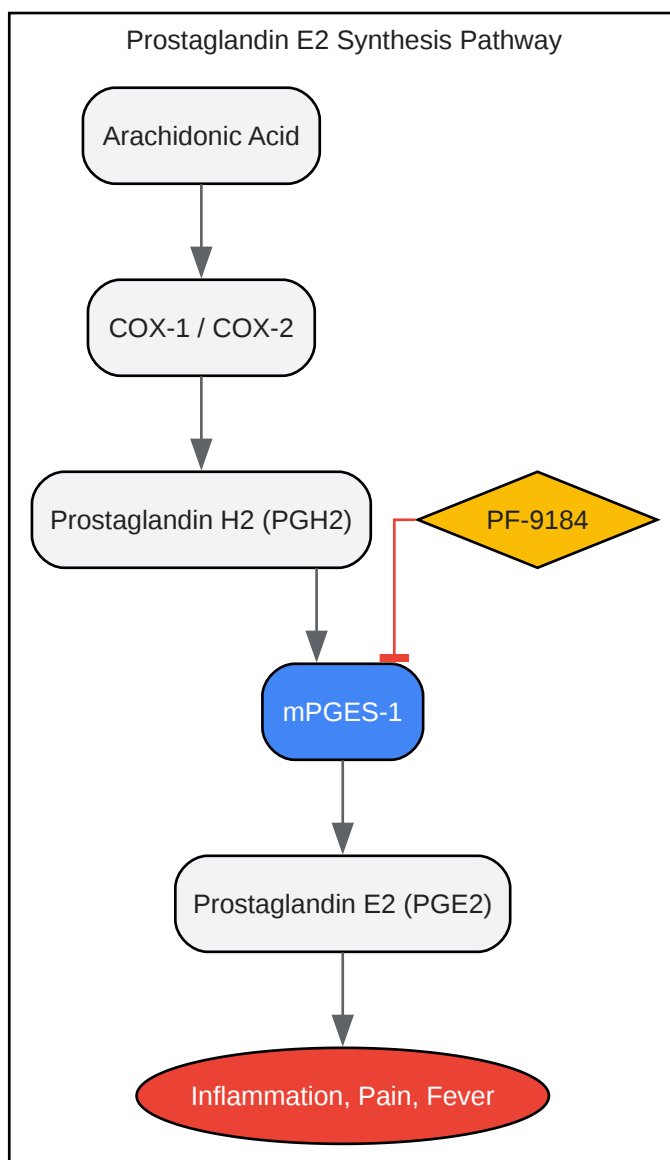 Prostaglandin E2 Synthesis Pathway
Arachidonic Acid
COX-1 / COX-2
Prostaglandin H2 (PGH2)
PF-9184
mPGES-1
Prostaglandin E2 (PGE2)
Inflammation, Pain, Fever